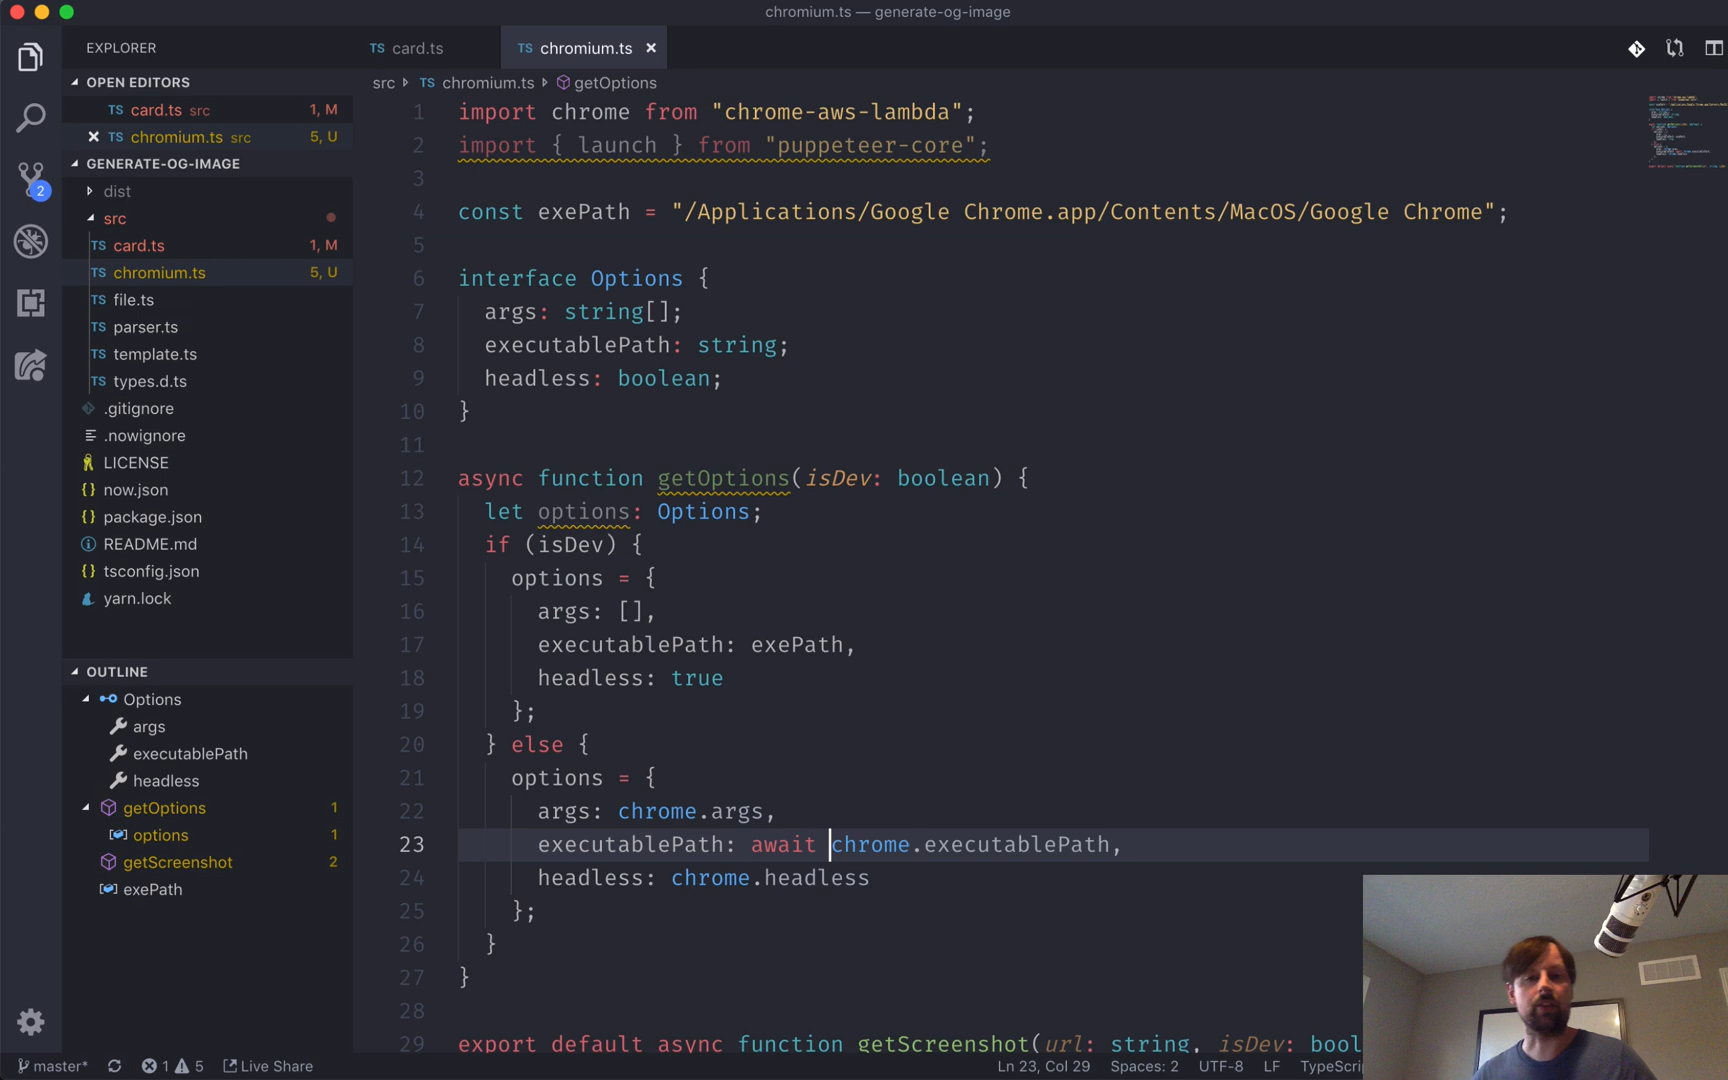 chromium.ts — generate-og-image
EXPLORER
TS card.ts
TS chromium.ts ×
OPEN EDITORS
TS card.ts src 1, M
TS chromium.ts src 5, U
GENERATE-OG-IMAGE
dist
src
TS card.ts 1, M
TS chromium.ts 5, U
TS file.ts
TS parser.ts
TS template.ts
TS types.d.ts
.gitignore
.nowignore
LICENSE
{} now.json
{} package.json
README.md
{} tsconfig.json
yarn.lock
2
OUTLINE
Options
args
executablePath
headless
getOptions 1
options 1
getScreenshot 2
exePath
src TS chromium.ts getOptions
1 import chrome from "chrome-aws-lambda";
2 import { launch } from "puppeteer-core";
3
4 const exePath = "/Applications/Google Chrome.app/Contents/MacOS/Google Chrome";
5
6 interface Options {
7 args: string[];
8 executablePath: string;
9 headless: boolean;
10 }
11
12 async function getOptions(isDev: boolean) {
13 let options: Options;
14 if (isDev) {
15 options = {
16 args: [],
17 executablePath: exePath,
18 headless: true
19 };
20 } else {
21 options = {
22 args: chrome.args,
23 executablePath: await chrome.executablePath,
24 headless: chrome.headless
25 };
26 }
27 }
28
29 export default async function getScreenshot(url: string, isDev: bool
master* 1 5 Live Share
Ln 23, Col 29 Spaces: 2 UTF-8 LF TypeScri